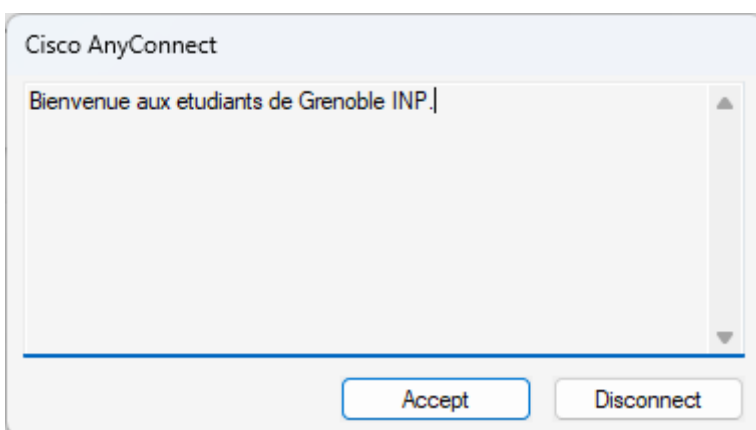 Cisco AnyConnect
Bienvenue aux etudiants de Grenoble INP.
Accept
Disconnect